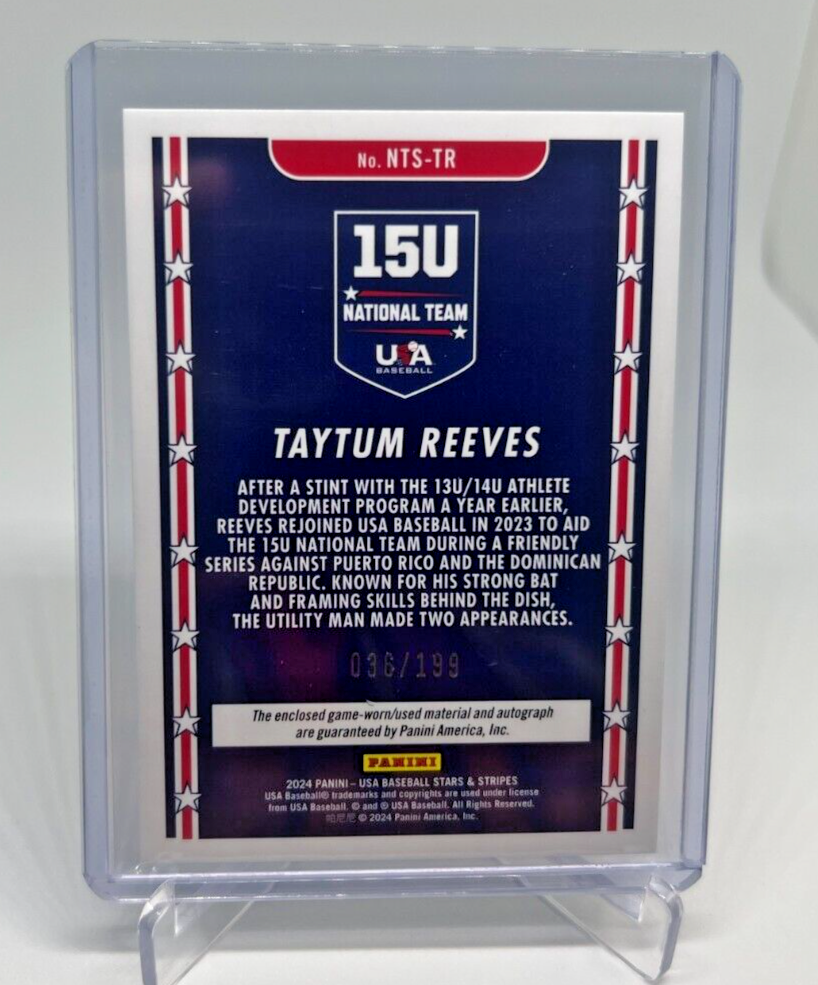 No. NTS-TR
15U
NATIONAL TEAM
USA
BASEBALL
TAYTUM REEVES
AFTER A STINT WITH THE 13U/14U ATHLETE
DEVELOPMENT PROGRAM A YEAR EARLIER,
REEVES REJOINED USA BASEBALL IN 2023 TO AID
THE 15U NATIONAL TEAM DURING A FRIENDLY
SERIES AGAINST PUERTO RICO AND THE DOMINICAN
REPUBLIC. KNOWN FOR HIS STRONG BAT
AND FRAMING SKILLS BEHIND THE DISH,
THE UTILITY MAN MADE TWO APPEARANCES.
036/199
The enclosed game-worn/used material and autograph
are guaranteed by Panini America, Inc.
PANINI
2024 PANINI – USA BASEBALL STARS & STRIPES
USA Baseball® trademarks and copyrights are used under license
from USA Baseball. © and ® USA Baseball. All Rights Reserved.
帕尼尼 © 2024 Panini America, Inc.